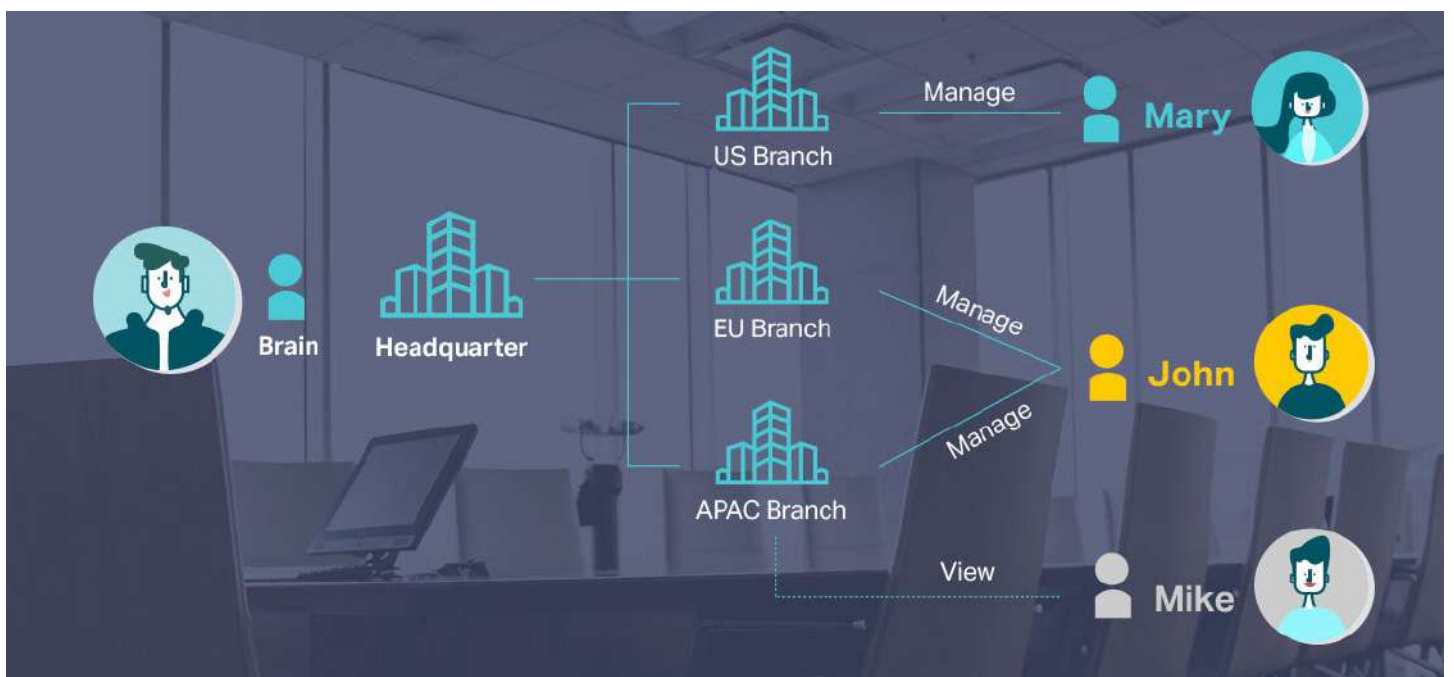 Manage
Mary
US Branch
Brain
Headquarter
EU Branch
Manage
John
Manage
APAC Branch
View
Mike